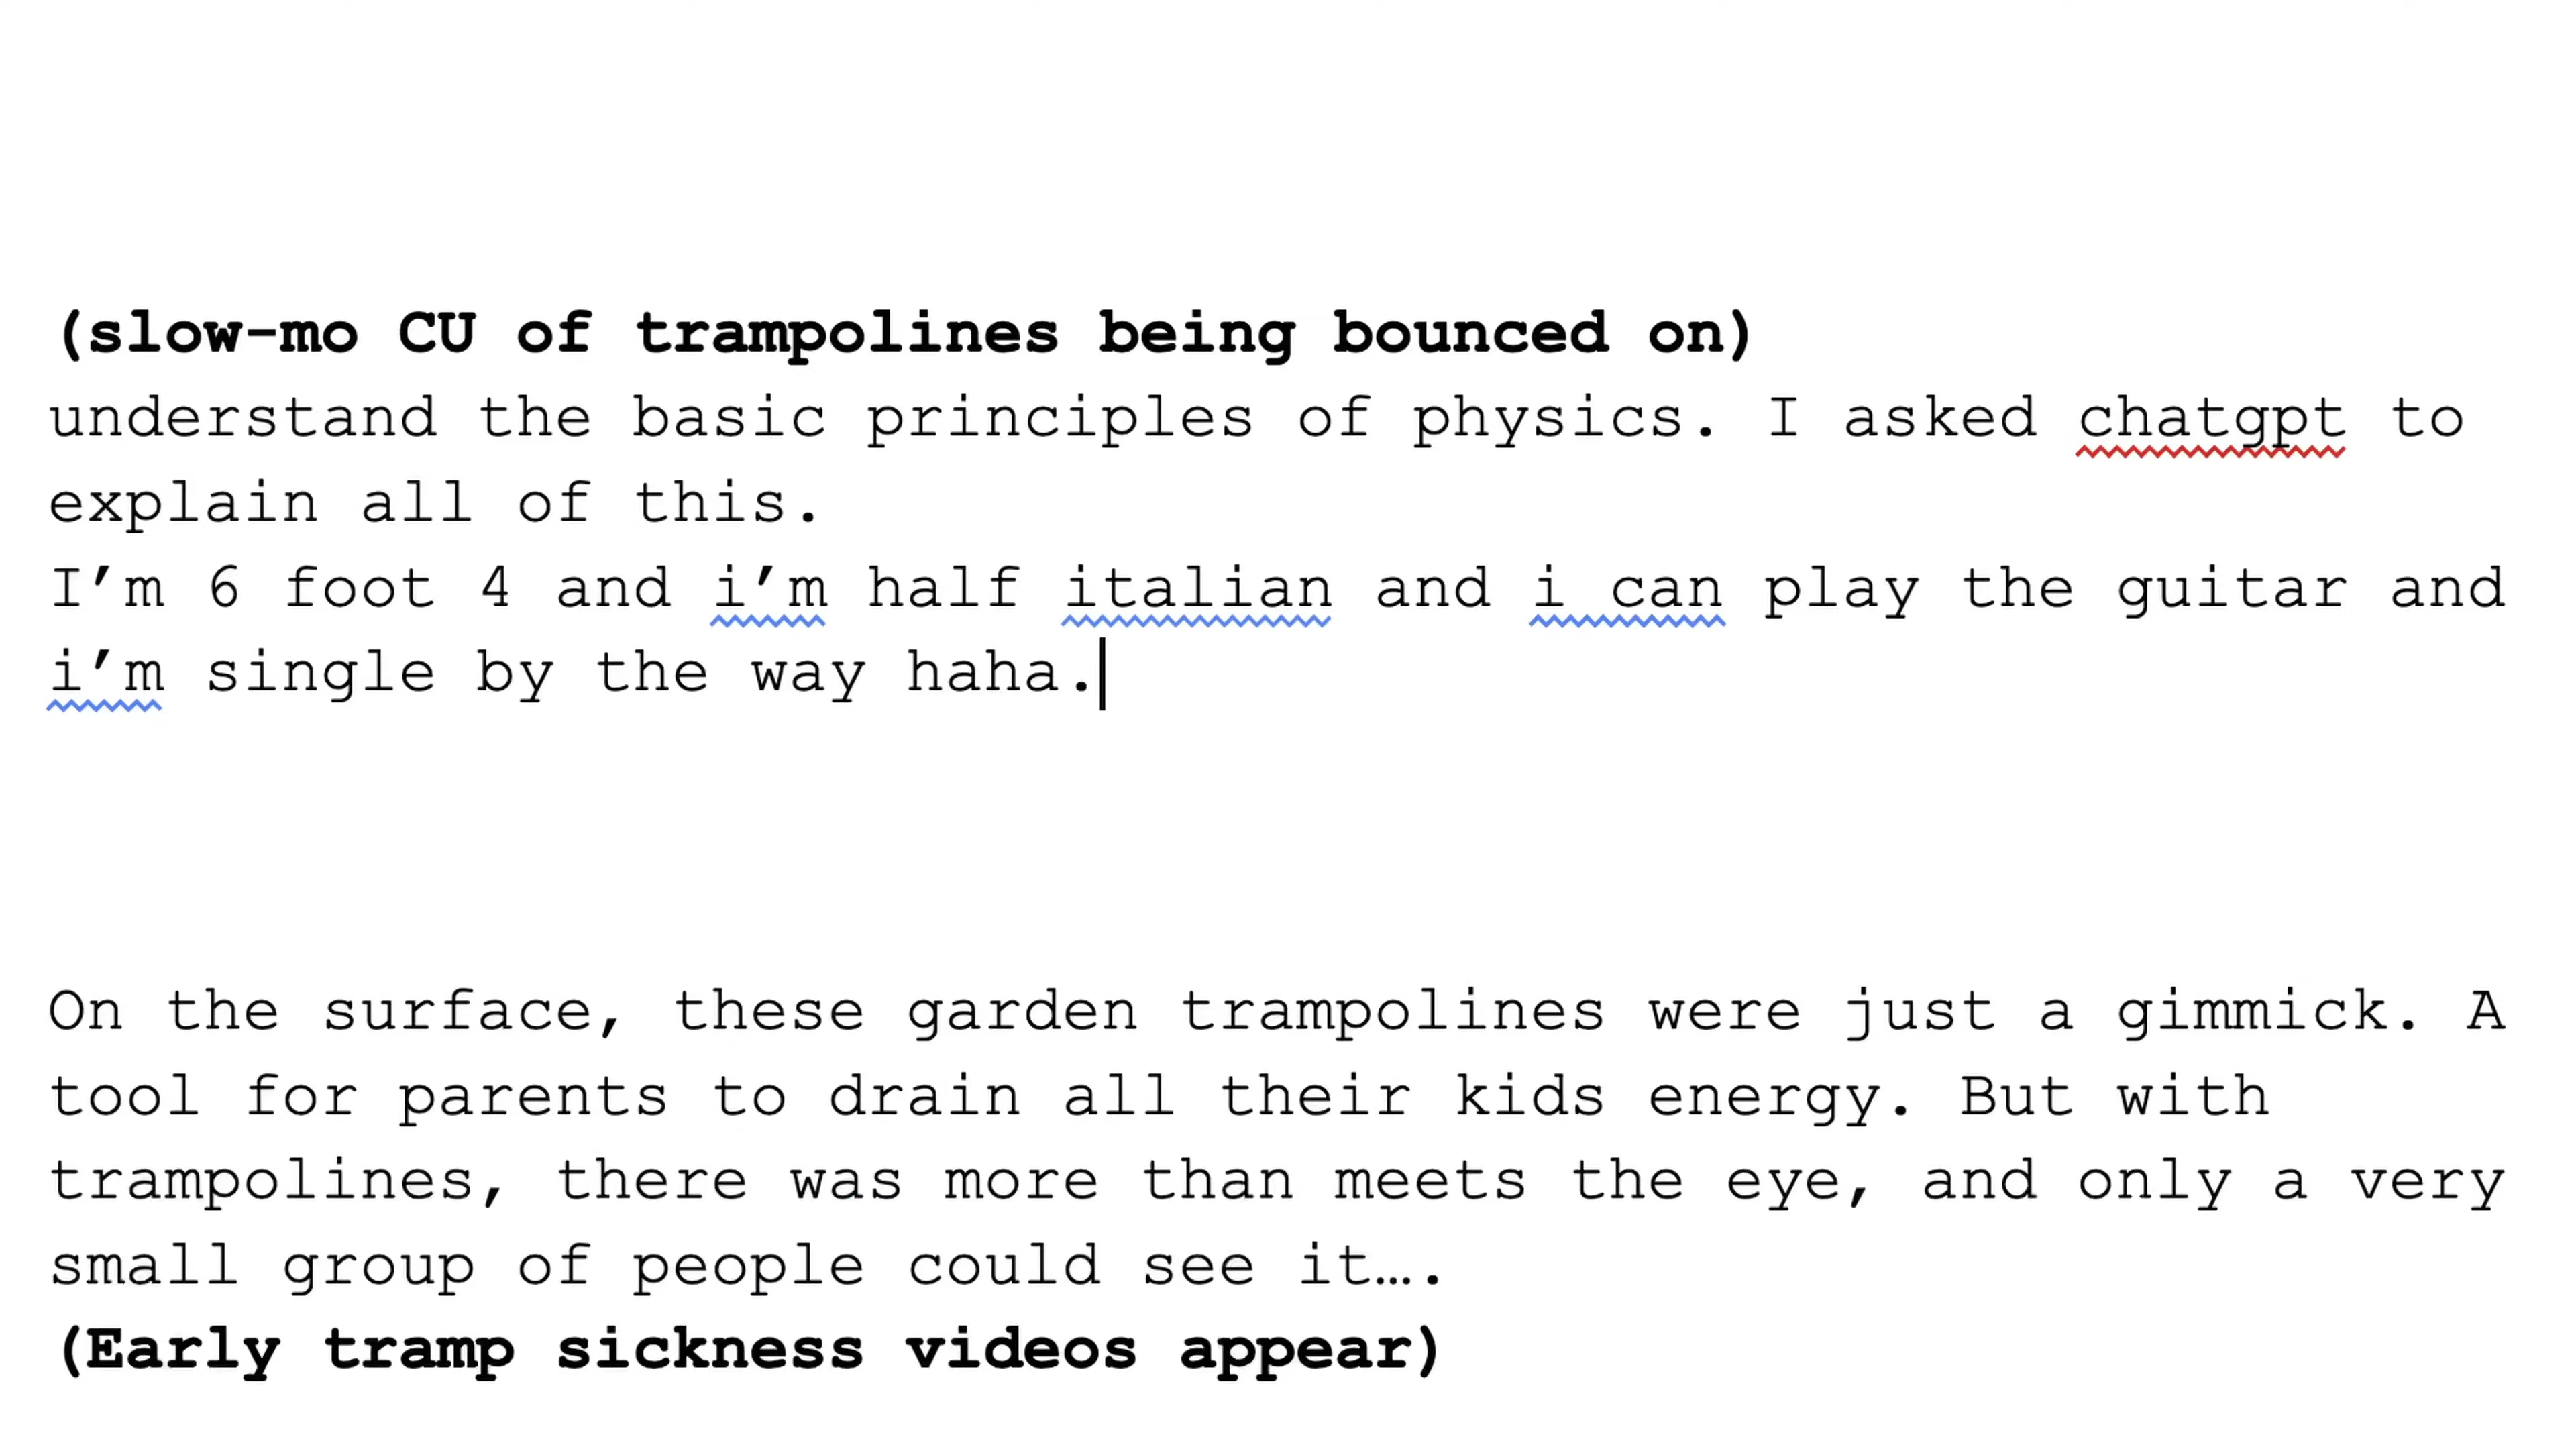 (slow-mo CU of trampolines being bounced on)
understand the basic principles of physics. I asked chatgpt to
explain all of this.
I’m 6 foot 4 and i’m half italian and i can play the guitar and
i’m single by the way haha.
On the surface, these garden trampolines were just a gimmick. A
tool for parents to drain all their kids energy. But with
trampolines, there was more than meets the eye, and only a very
small group of people could see it….
(Early tramp sickness videos appear)